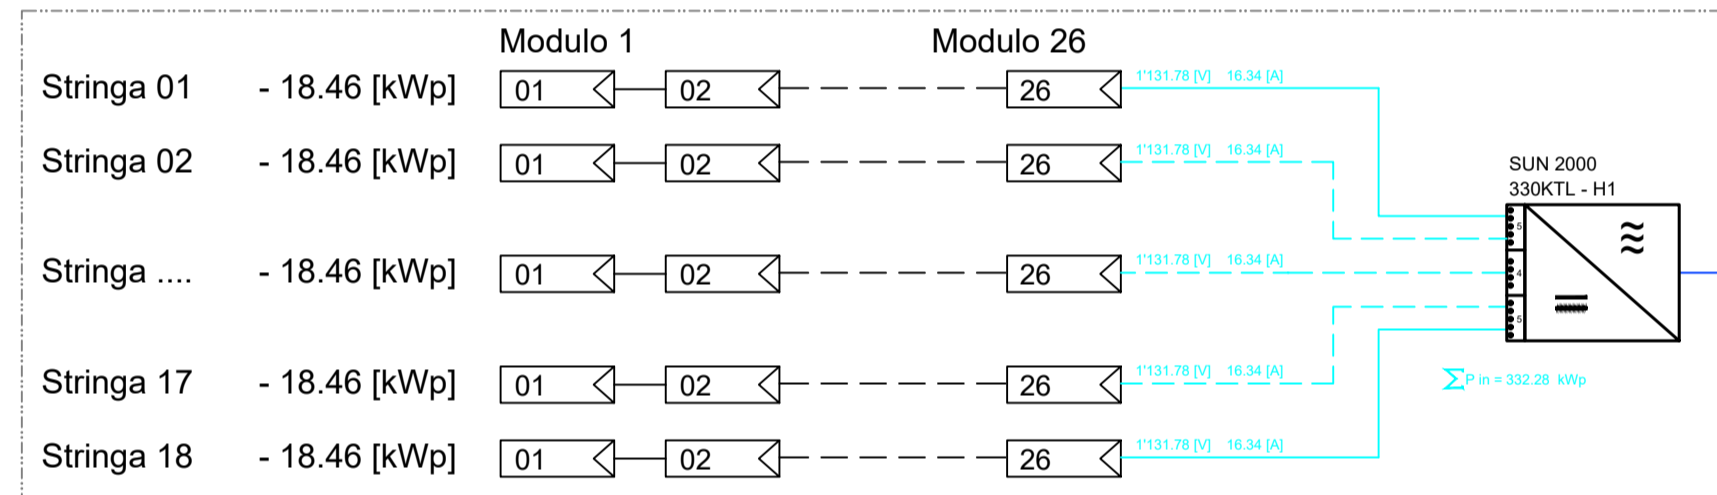 Modulo 1 Modulo 26
Stringa 01 - 18.46 [kWp] 01 02 26 1'131.78 [V] 16.34 [A]
Stringa 02 - 18.46 [kWp] 01 02 26 1'131.78 [V] 16.34 [A]
SUN 2000
330KTL - H1
5
Stringa .... - 18.46 [kWp] 01 02 26 1'131.78 [V] 16.34 [A]
4
5
Stringa 17 - 18.46 [kWp] 01 02 26 1'131.78 [V] 16.34 [A]
∑P in = 332.28 kWp
Stringa 18 - 18.46 [kWp] 01 02 26 1'131.78 [V] 16.34 [A]